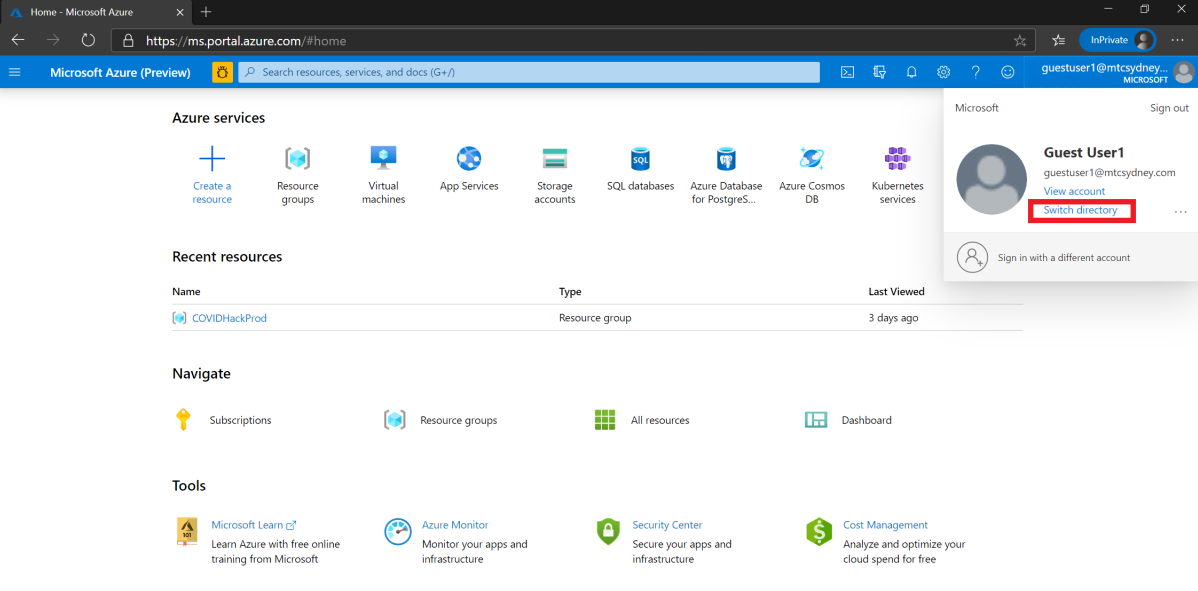 Home - Microsoft Azure
https://ms.portal.azure.com/#home
InPrivate
Microsoft Azure (Preview)
Search resources, services, and docs (G+/)
guestuser1@mtcsydney...
MICROSOFT
Microsoft
Sign out
Guest User1
guestuser1@mtcsydney.com
View account
Switch directory
Sign in with a different account
Azure services
Create a
resource
Resource
groups
Virtual
machines
App Services
Storage
accounts
SQL
SQL databases
Azure Database
for PostgreS...
Azure Cosmos
DB
Kubernetes
services
Recent resources
Name Type Last Viewed
COVIDHackProd Resource group 3 days ago
Navigate
Subscriptions Resource groups All resources Dashboard
Tools
101
Microsoft Learn
Learn Azure with free online
training from Microsoft
Azure Monitor
Monitor your apps and
infrastructure
Security Center
Secure your apps and
infrastructure
Cost Management
Analyze and optimize your
cloud spend for free